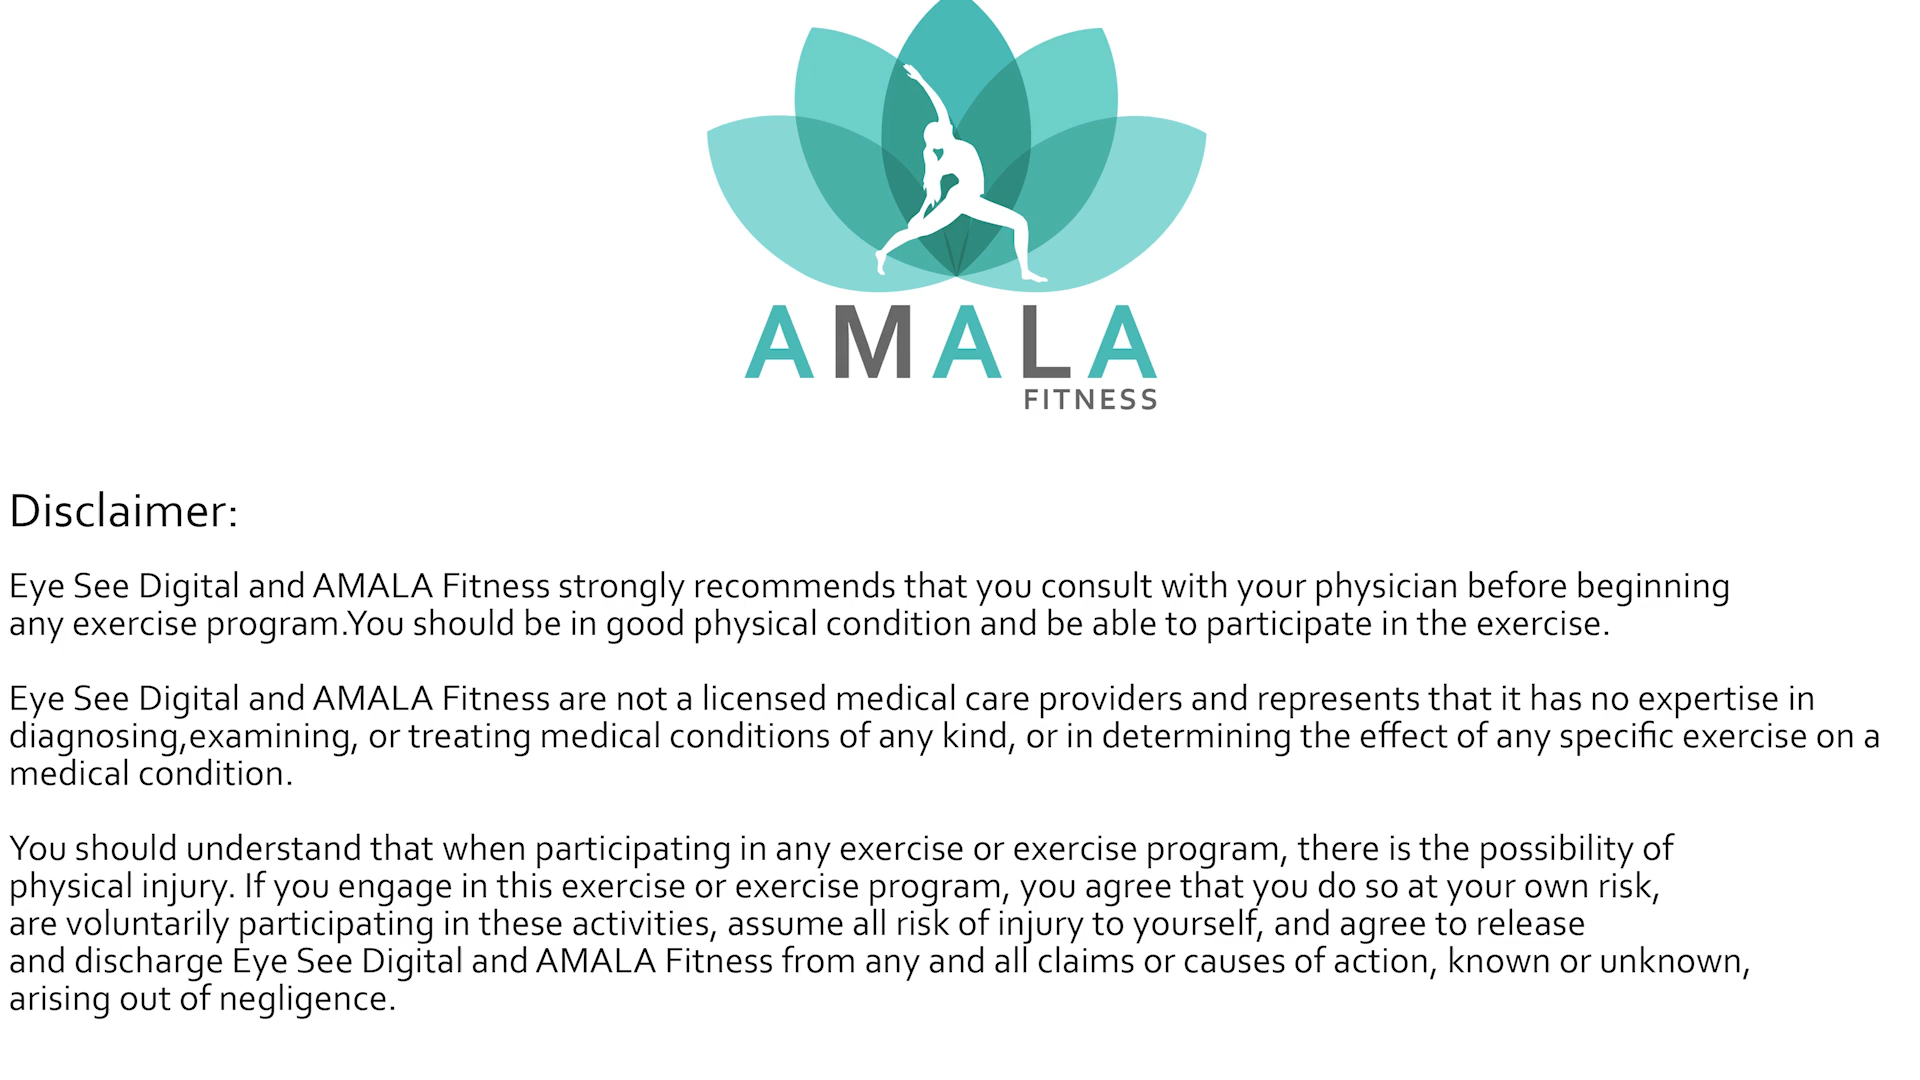 AMALA
FITNESS
Disclaimer:
Eye See Digital and AMALA Fitness strongly recommends that you consult with your physician before beginning
any exercise program.You should be in good physical condition and be able to participate in the exercise.
Eye See Digital and AMALA Fitness are not a licensed medical care providers and represents that it has no expertise in
diagnosing,examining, or treating medical conditions of any kind, or in determining the effect of any specific exercise on a
medical condition.
You should understand that when participating in any exercise or exercise program, there is the possibility of
physical injury. If you engage in this exercise or exercise program, you agree that you do so at your own risk,
are voluntarily participating in these activities, assume all risk of injury to yourself, and agree to release
and discharge Eye See Digital and AMALA Fitness from any and all claims or causes of action, known or unknown,
arising out of negligence.